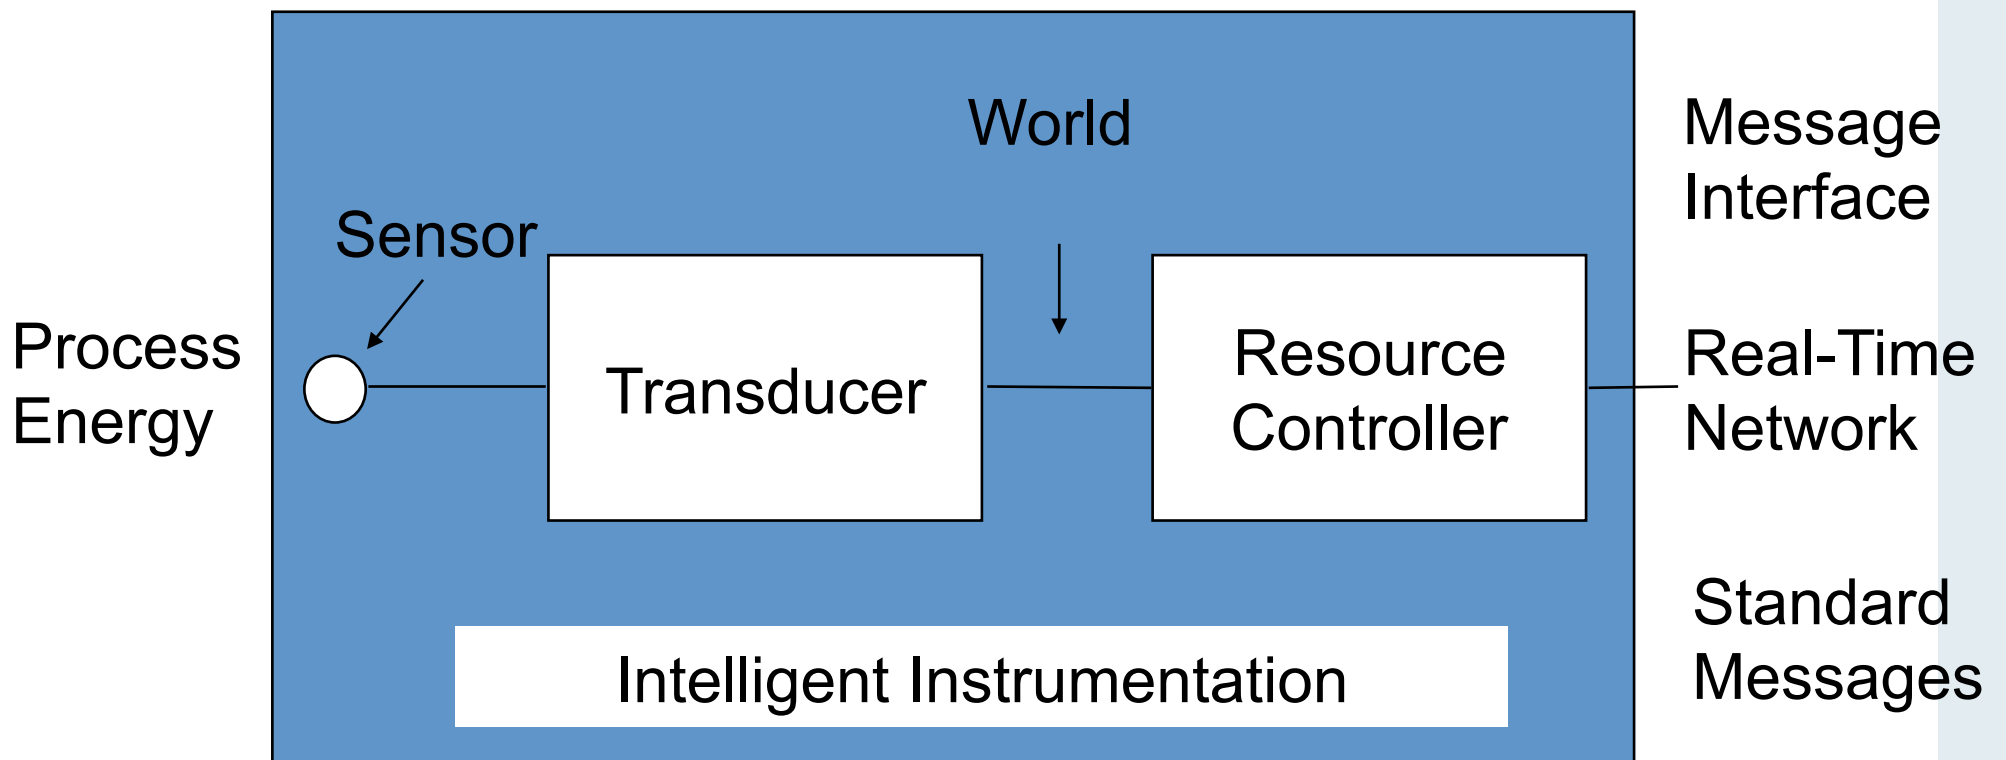 World
Message
Interface
Sensor
Process
Energy
Transducer
Resource
Controller
Real-Time
Network
Standard
Messages
Intelligent Instrumentation